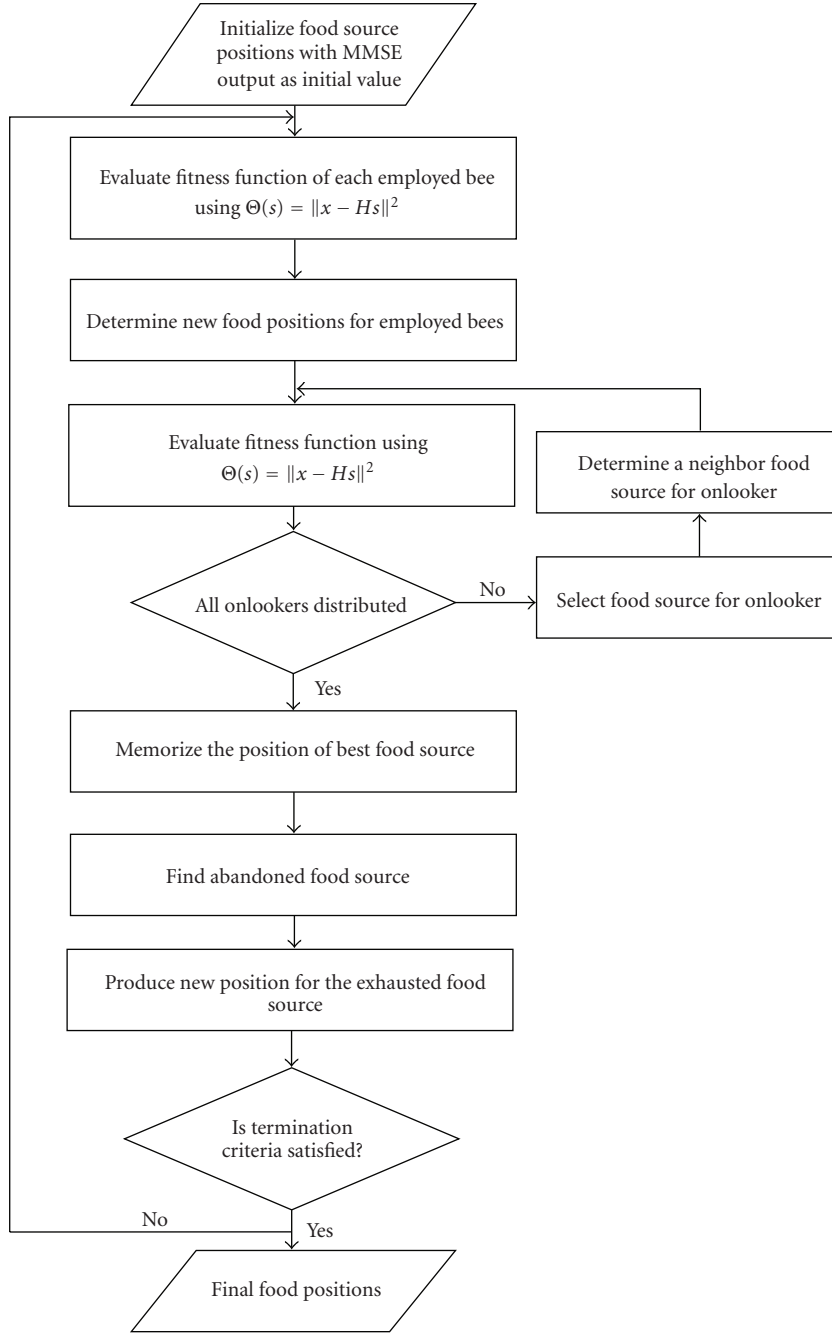 Initialize food source
positions with MMSE
output as initial value
Evaluate fitness function of each employed bee
using Θ(s) = ‖x − Hs‖²
Determine new food positions for employed bees
Evaluate fitness function using
Θ(s) = ‖x − Hs‖²
Determine a neighbor food
source for onlooker
All onlookers distributed
No
Select food source for onlooker
Yes
Memorize the position of best food source
Find abandoned food source
Produce new position for the exhausted food
source
Is termination
criteria satisfied?
No
Yes
Final food positions